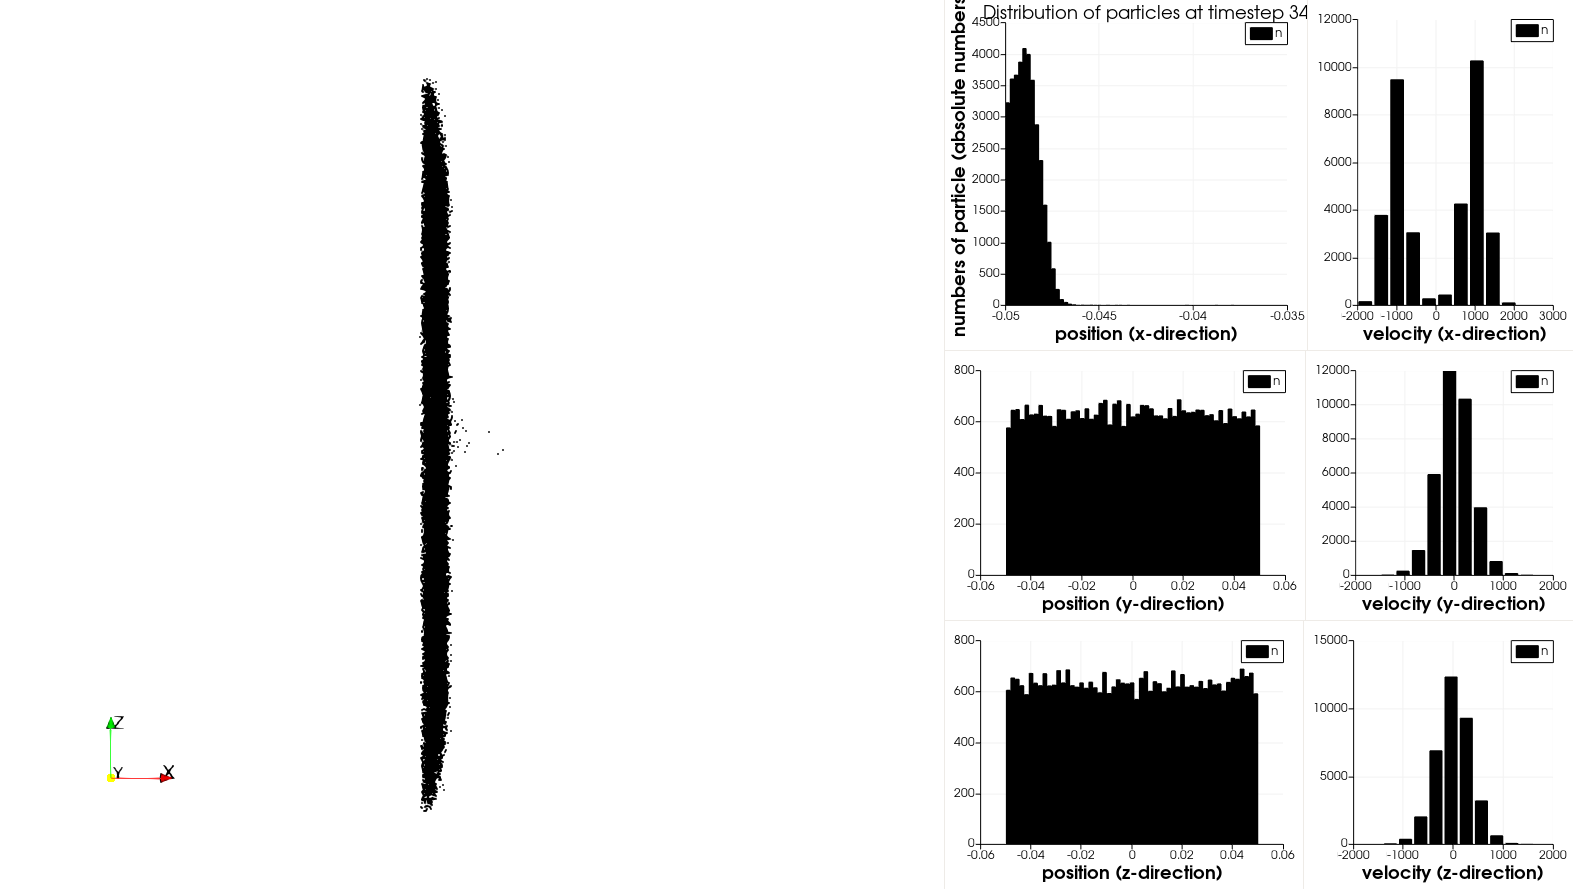 Distribution of particles at timestep 34
numbers of particle (absolute numbers
4500
4000
3500
3000
2500
2000
1500
1000
500
0
-0.05 -0.045 -0.04 -0.035
position (x-direction)
n
12000
10000
8000
6000
4000
2000
0
-2000 -1000 0 1000 2000 3000
velocity (x-direction)
n
800
600
400
200
0
-0.06 -0.04 -0.02 0 0.02 0.04 0.06
position (y-direction)
n
12000
10000
8000
6000
4000
2000
0
-2000 -1000 0 1000 2000
velocity (y-direction)
n
800
600
400
200
0
-0.06 -0.04 -0.02 0 0.02 0.04 0.06
position (z-direction)
n
15000
10000
5000
0
-2000 -1000 0 1000 2000
velocity (z-direction)
n
Z
Y X